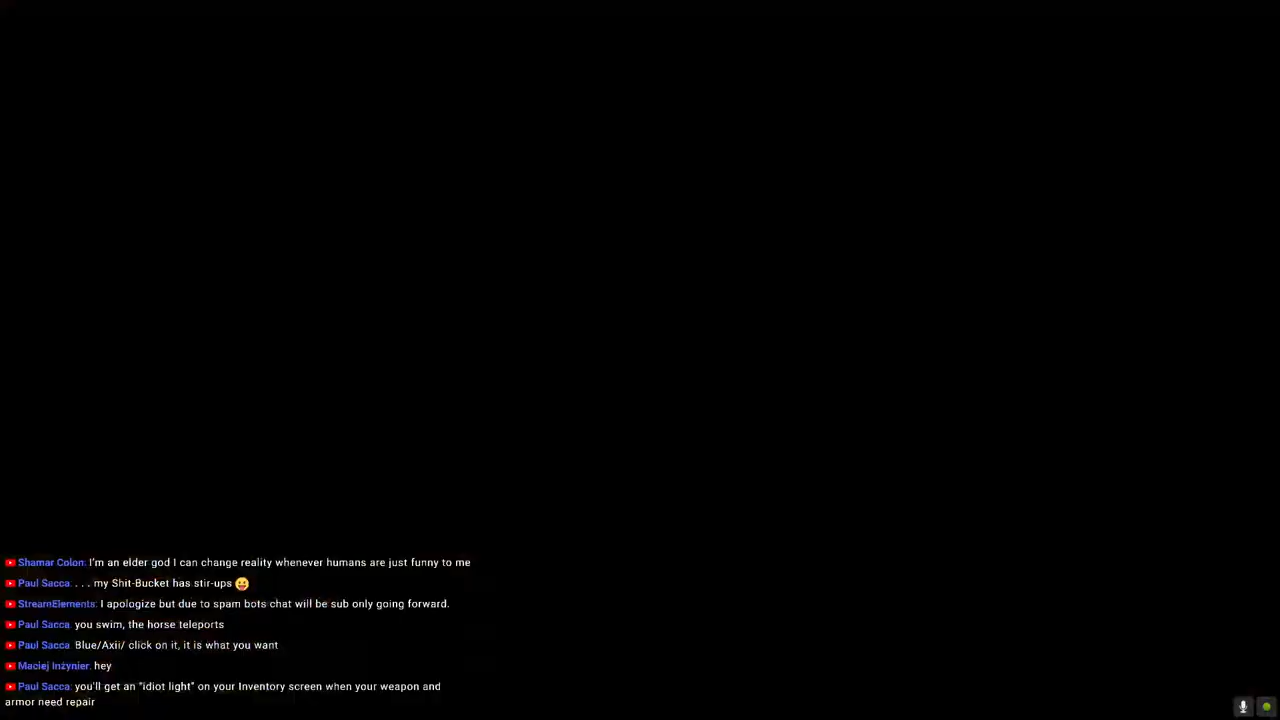 Shamar Colon: I'm an elder god I can change reality whenever humans are just funny to me
Paul Sacca: . . . my Shit-Bucket has stir-ups 😛
StreamElements: I apologize but due to spam bots chat will be sub only going forward.
Paul Sacca: you swim, the horse teleports
Paul Sacca: Blue/Axii/ click on it, it is what you want
Maciej Inżynier: hey
Paul Sacca: you'll get an "idiot light" on your Inventory screen when your weapon and
armor need repair